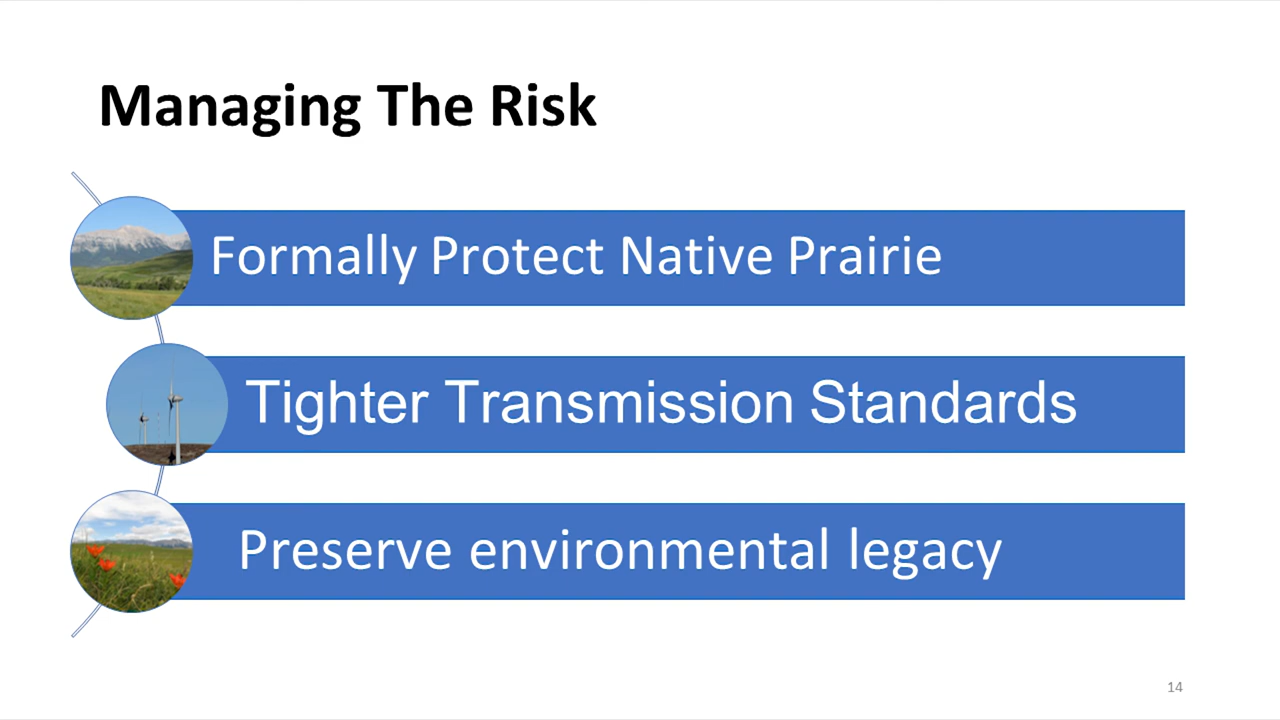 Managing The Risk
Formally Protect Native Prairie
Tighter Transmission Standards
Preserve environmental legacy
14